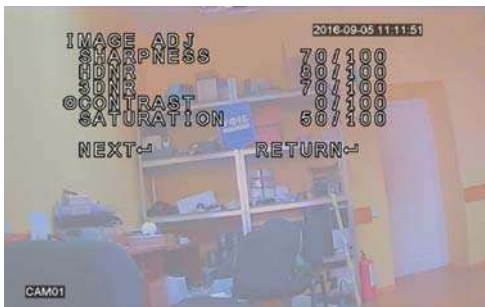 2016-09-05 11:11:51
IMAGE ADJ
SHARPNESS 70/100
HDNR 80/100
3DNR 70/100
⚙CONTRAST 0/100
SATURATION 50/100
NEXT↵ RETURN↵
CAM01